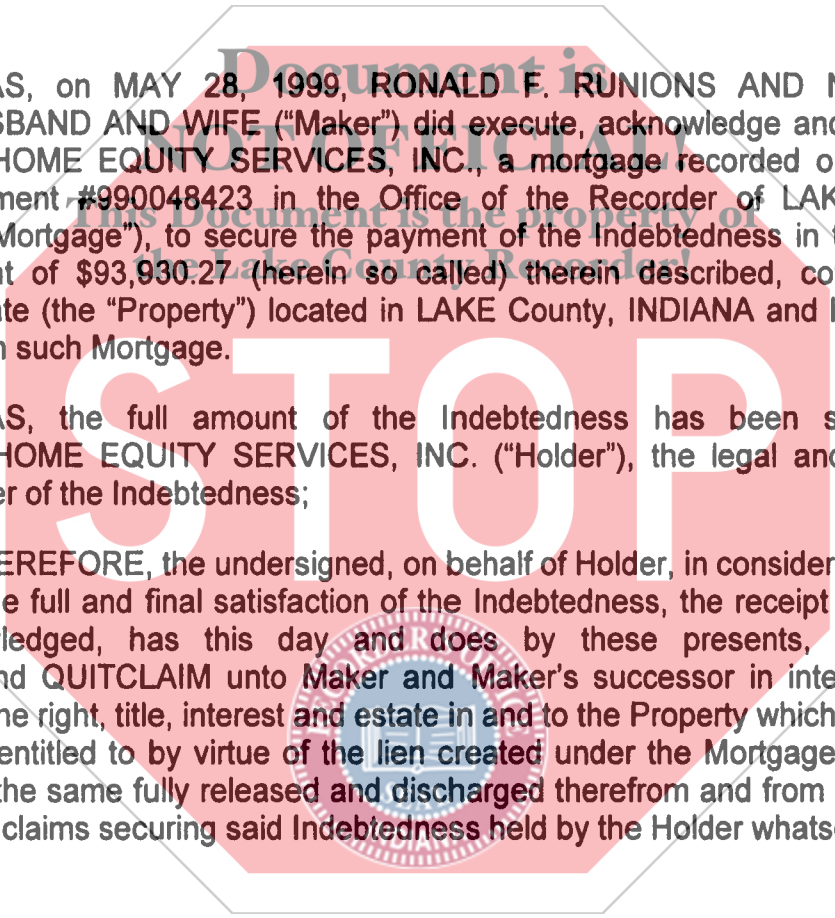 Document is
AS, on MAY 28, 1999, RONALD F. RUNIONS AND N
SBAND AND WIFE (“Maker”) did execute, acknowledge and
NOT OFFICIAL!
HOME EQUITY SERVICES, INC., a mortgage recorded o
ment #990048423 in the Office of the Recorder of LAK
This Document is the property of
Mortgage”), to secure the payment of the Indebtedness in t
the Lake County Recorder!
t of $93,930.27 (herein so called) therein described, co
ate (the “Property”) located in LAKE County, INDIANA and
n such Mortgage.
AS, the full amount of the Indebtedness has been s
HOME EQUITY SERVICES, INC. (“Holder”), the legal and
er of the Indebtedness;
EREFORE, the undersigned, on behalf of Holder, in consider
e full and final satisfaction of the Indebtedness, the receipt
ledged, has this day and does by these presents,
nd QUITCLAIM unto Maker and Maker's successor in inte
he right, title, interest and estate in and to the Property which
entitled to by virtue of the lien created under the Mortgage
the same fully released and discharged therefrom and from
claims securing said Indebtedness held by the Holder whats
STOP
RECORDER'S OFFICE
SEAL
INDIANA